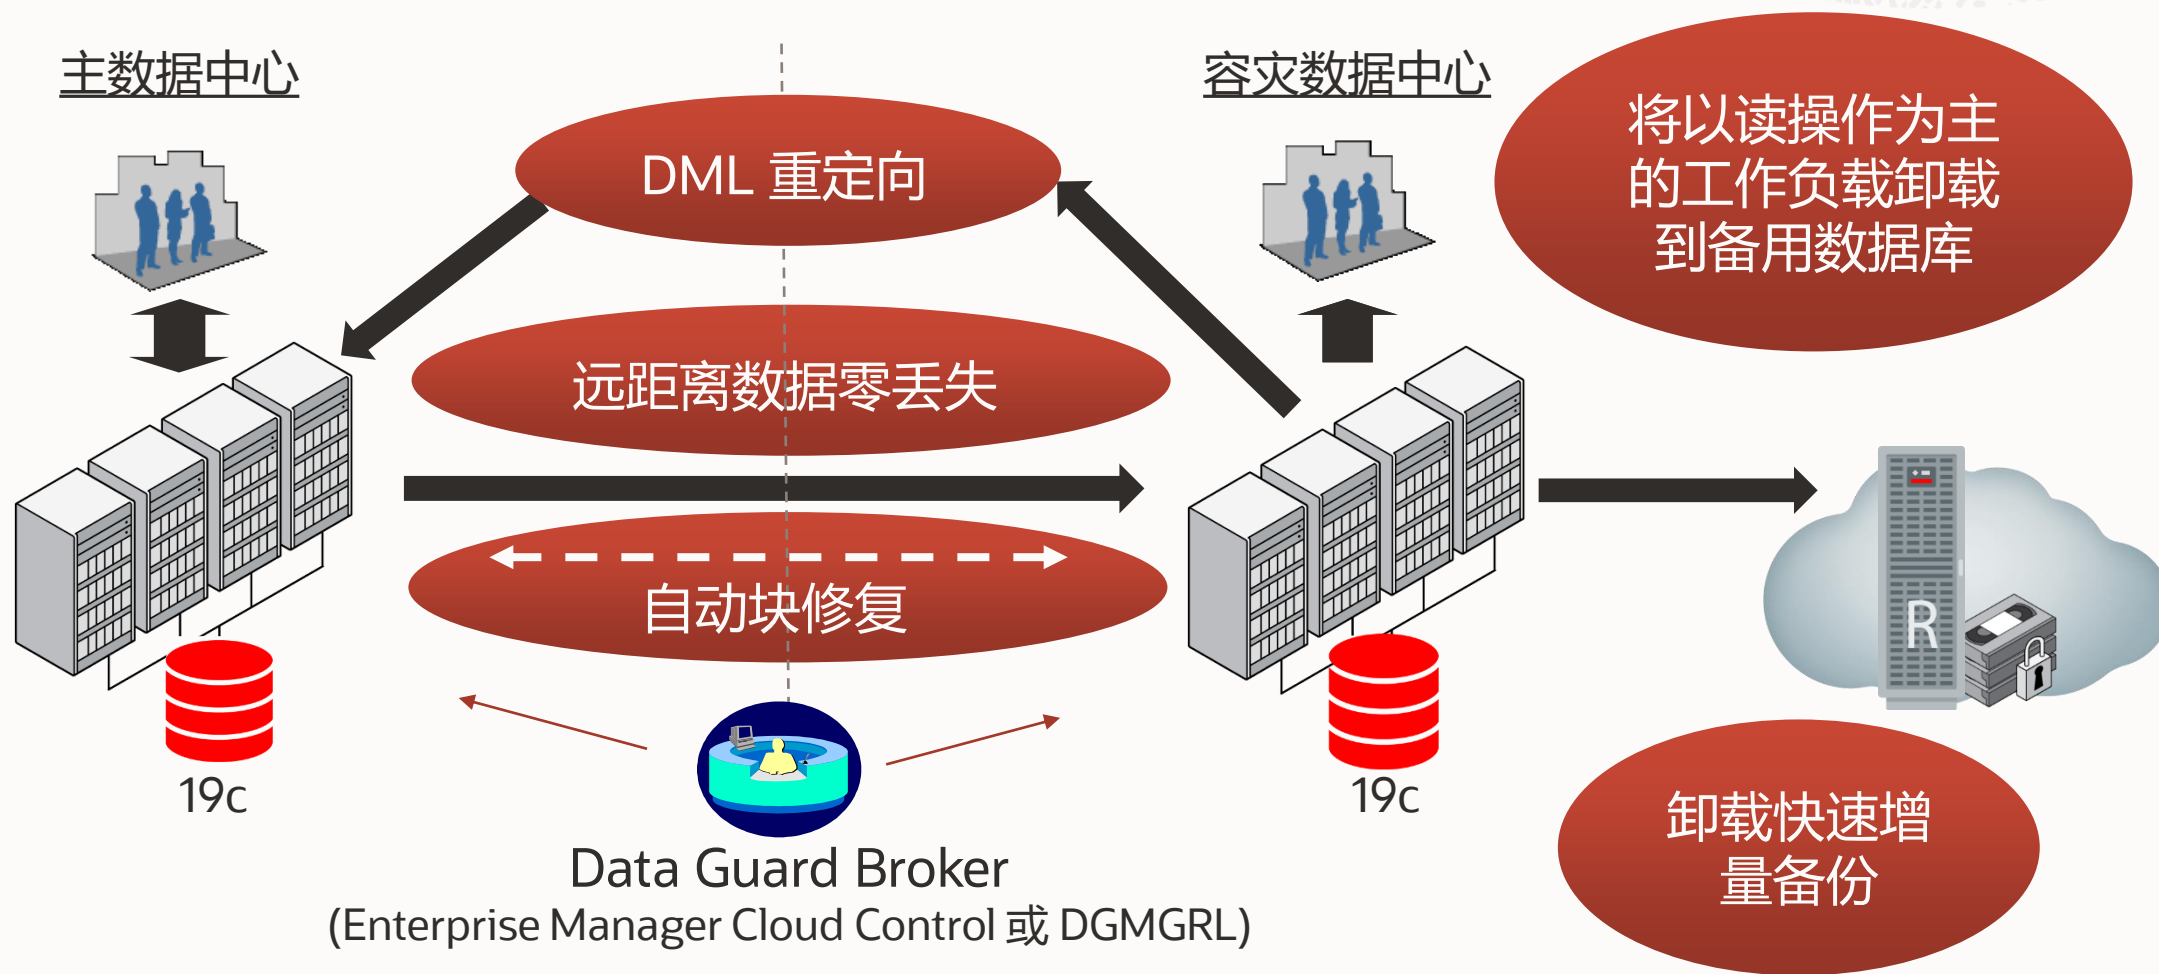 主数据中心
容灾数据中心
将以读操作为主
的工作负载卸载
到备用数据库
DML 重定向
远距离数据零丢失
自动块修复
R
19c
19c
卸载快速增
量备份
Data Guard Broker
(Enterprise Manager Cloud Control 或 DGMGRL)